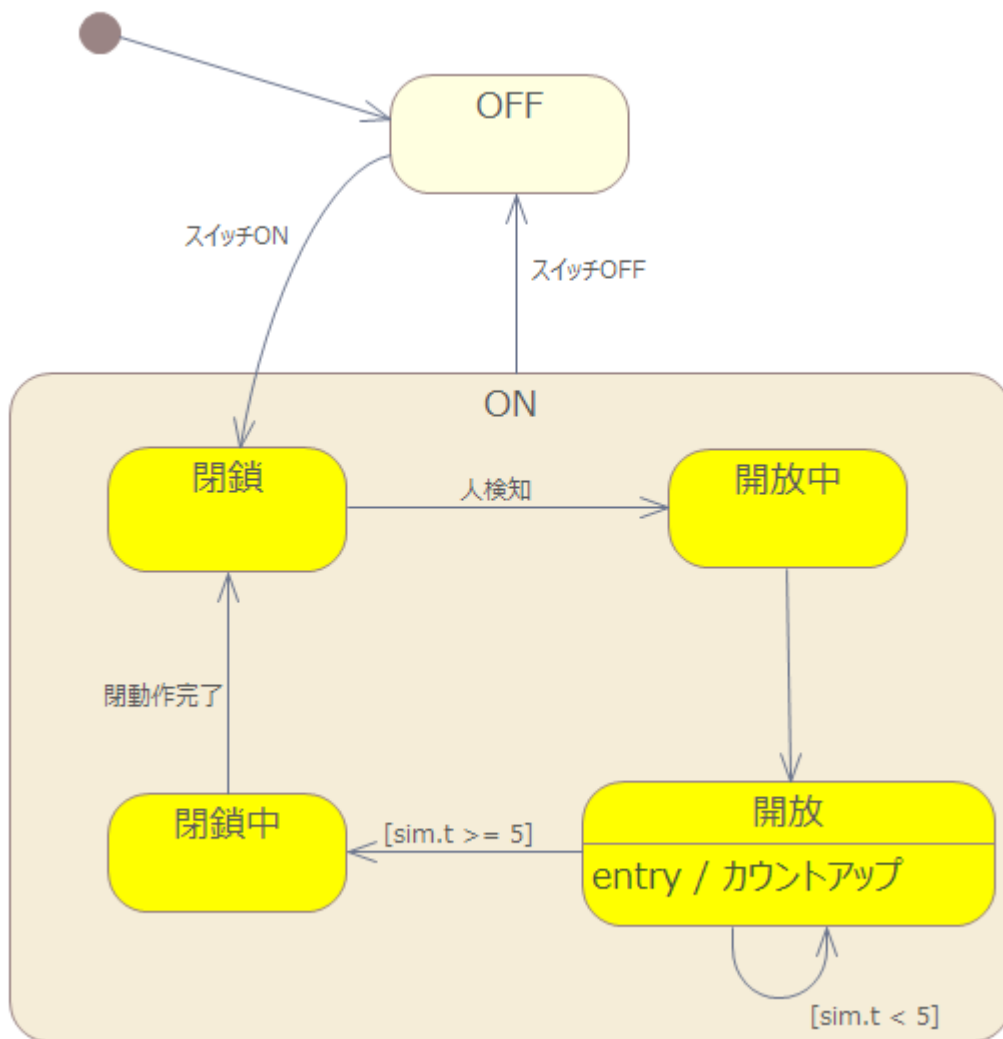 OFF
スイッチON
スイッチOFF
ON
閉鎖
人検知
開放中
閉動作完了
閉鎖中
[sim.t >= 5]
開放
entry / カウントアップ
[sim.t < 5]